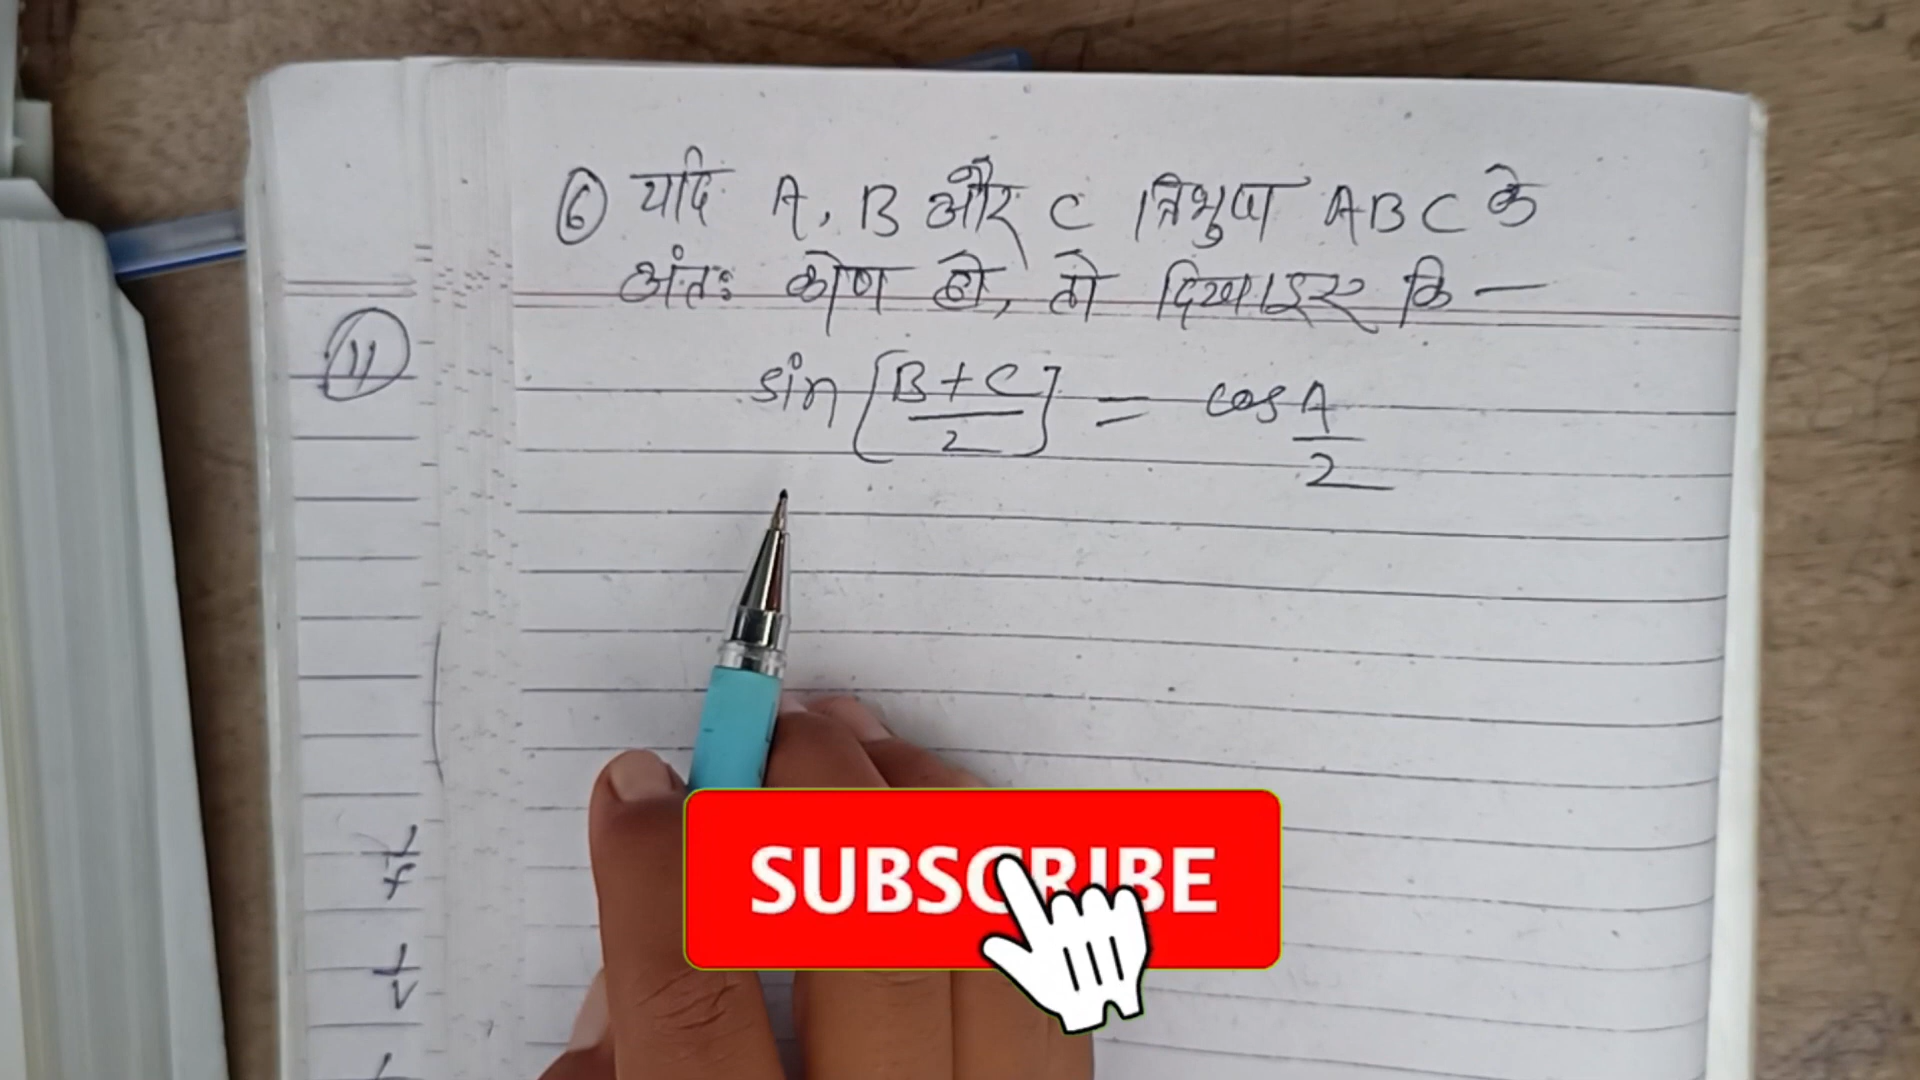 ⑥ यदि A, B और C त्रिभुज ABC के
अंतः कोण हो, तो दिखाइए कि —
sin [B+C/2] = cos A/2
11
SUBSCRIBE